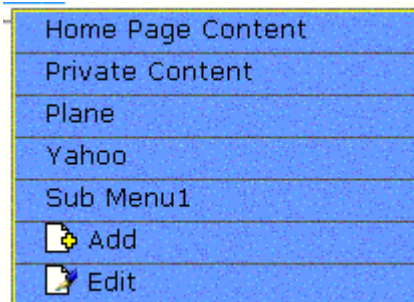 Home Page Content
Private Content
Plane
Yahoo
Sub Menu1
Add
Edit